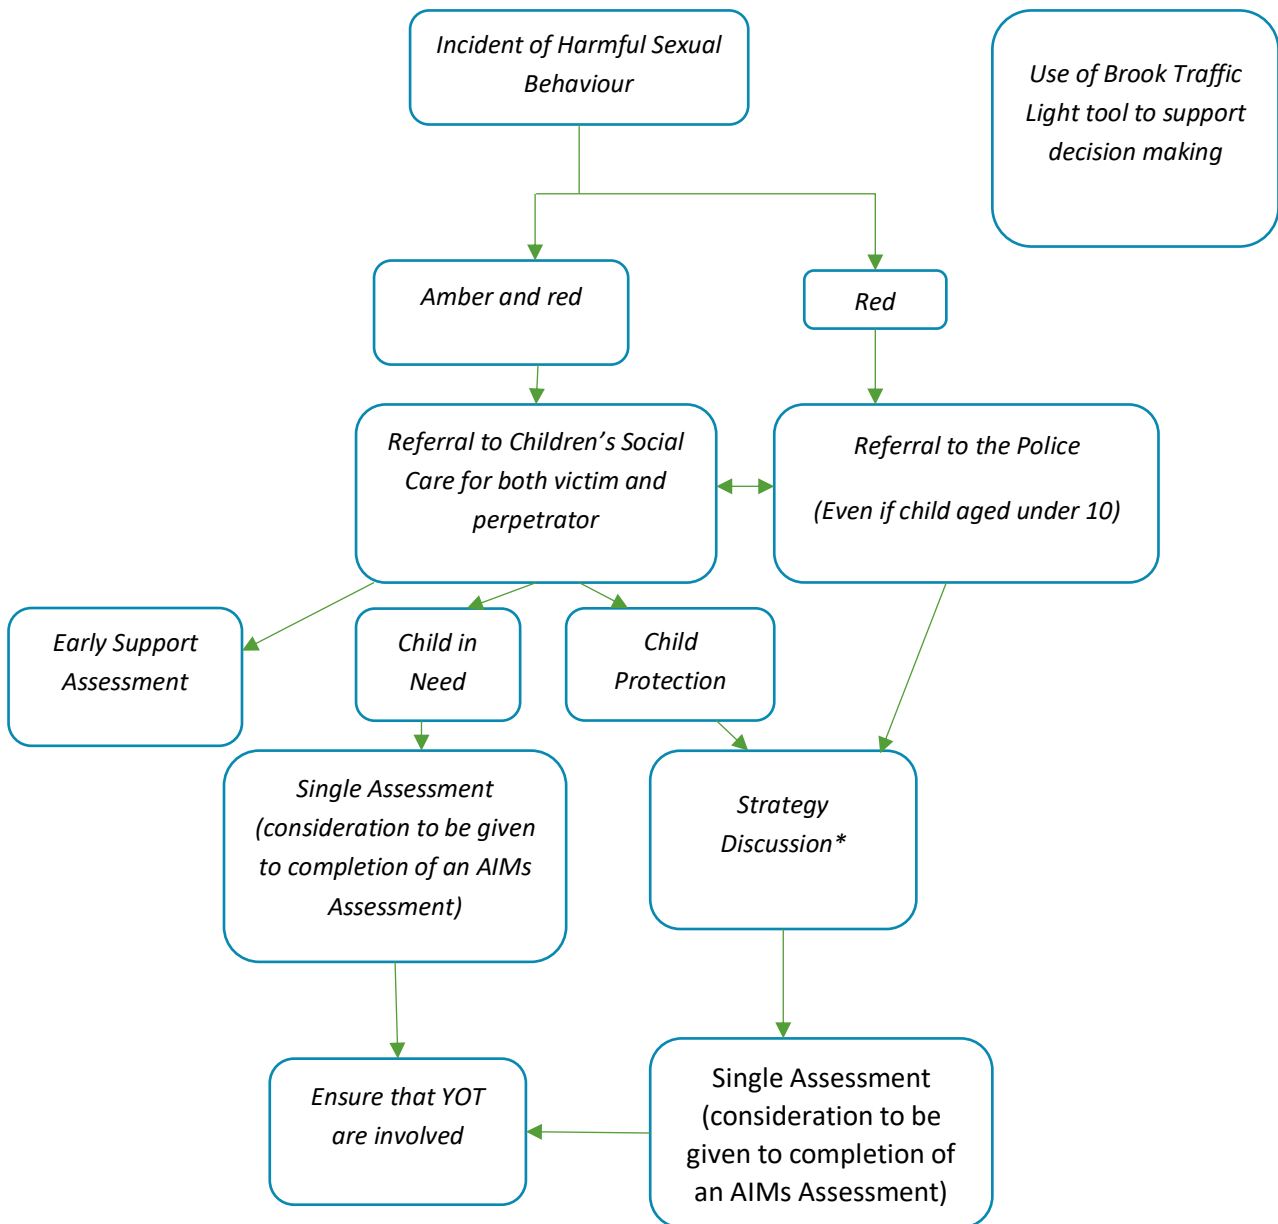 Incident of Harmful Sexual
Behaviour
Use of Brook Traffic
Light tool to support
decision making
Amber and red
Red
Referral to Children’s Social
Care for both victim and
perpetrator
Referral to the Police
(Even if child aged under 10)
Early Support
Assessment
Child in
Need
Child
Protection
Single Assessment
(consideration to be given
to completion of an AIMs
Assessment)
Strategy
Discussion*
Ensure that YOT
are involved
Single Assessment
(consideration to be
given to completion of
an AIMs Assessment)